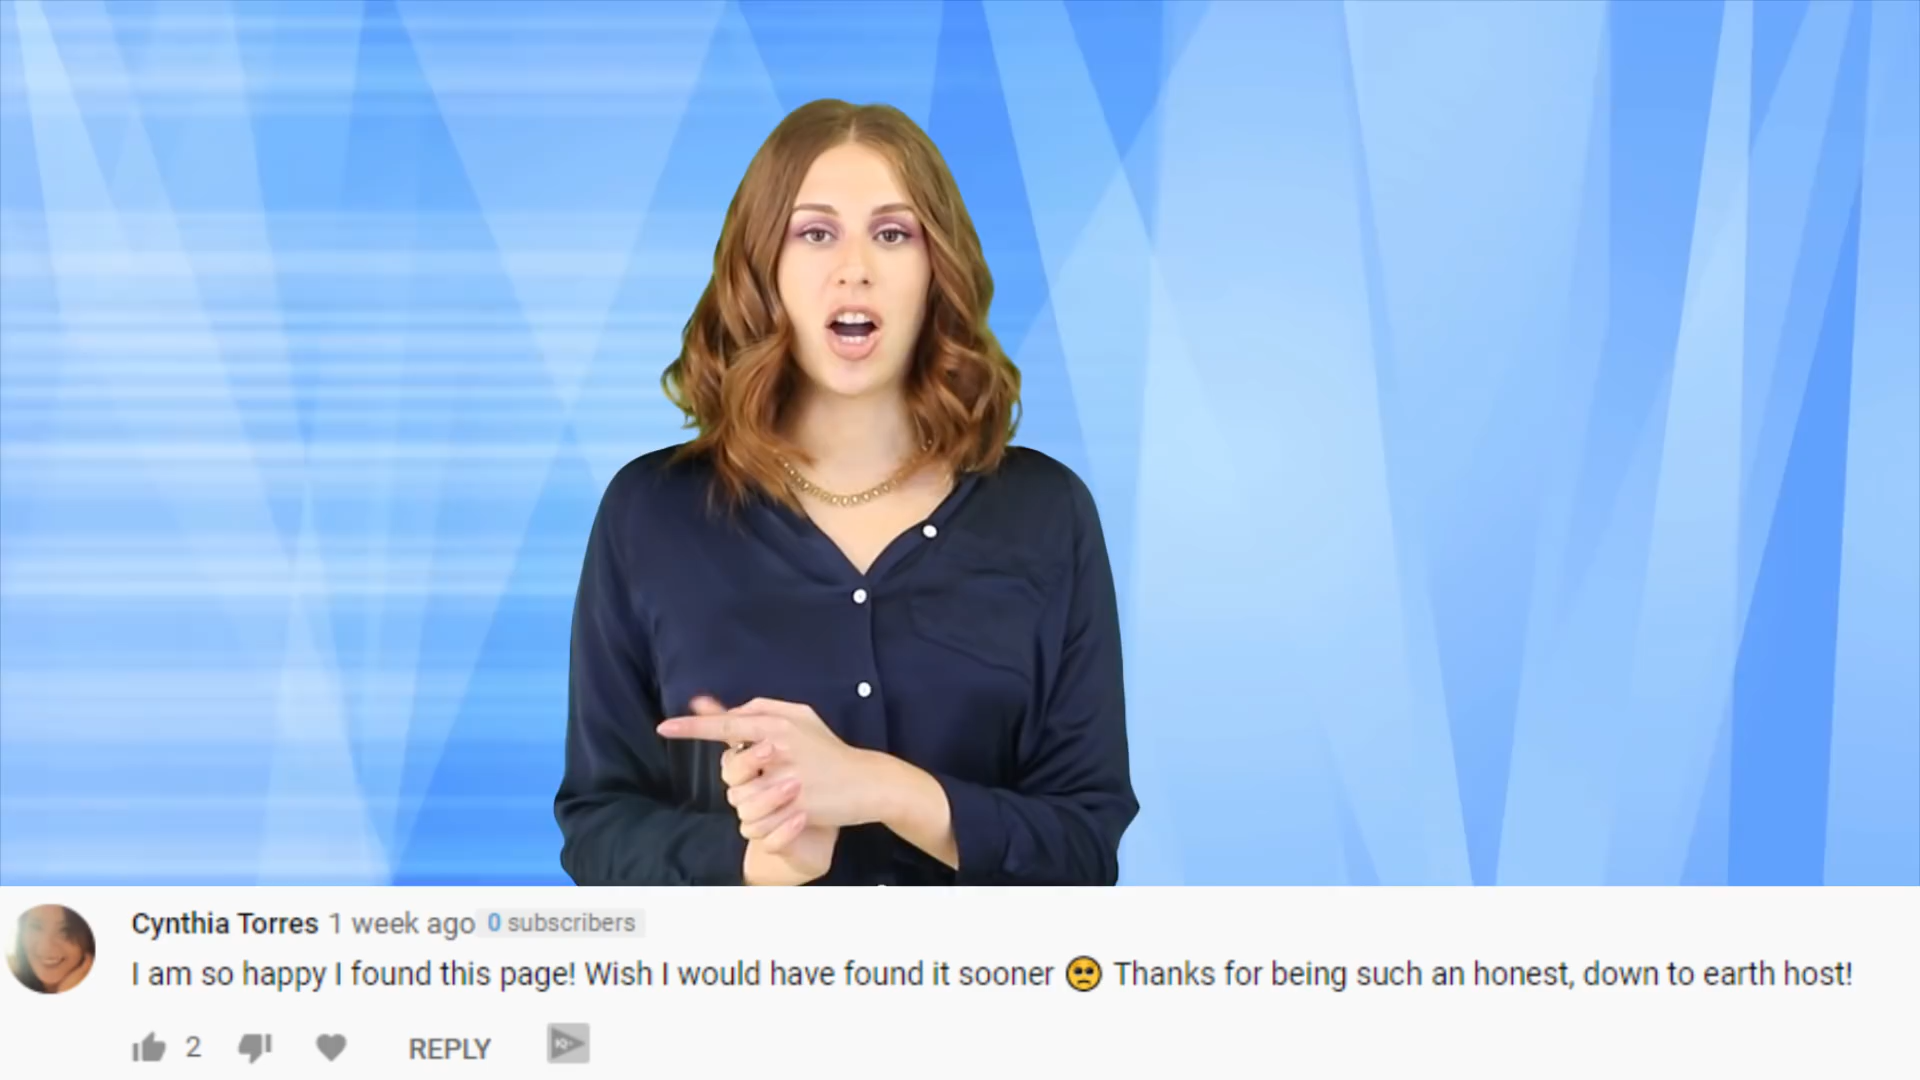 Cynthia Torres 1 week ago 0 subscribers
I am so happy I found this page! Wish I would have found it sooner 🥺 Thanks for being such an honest, down to earth host!
2 REPLY